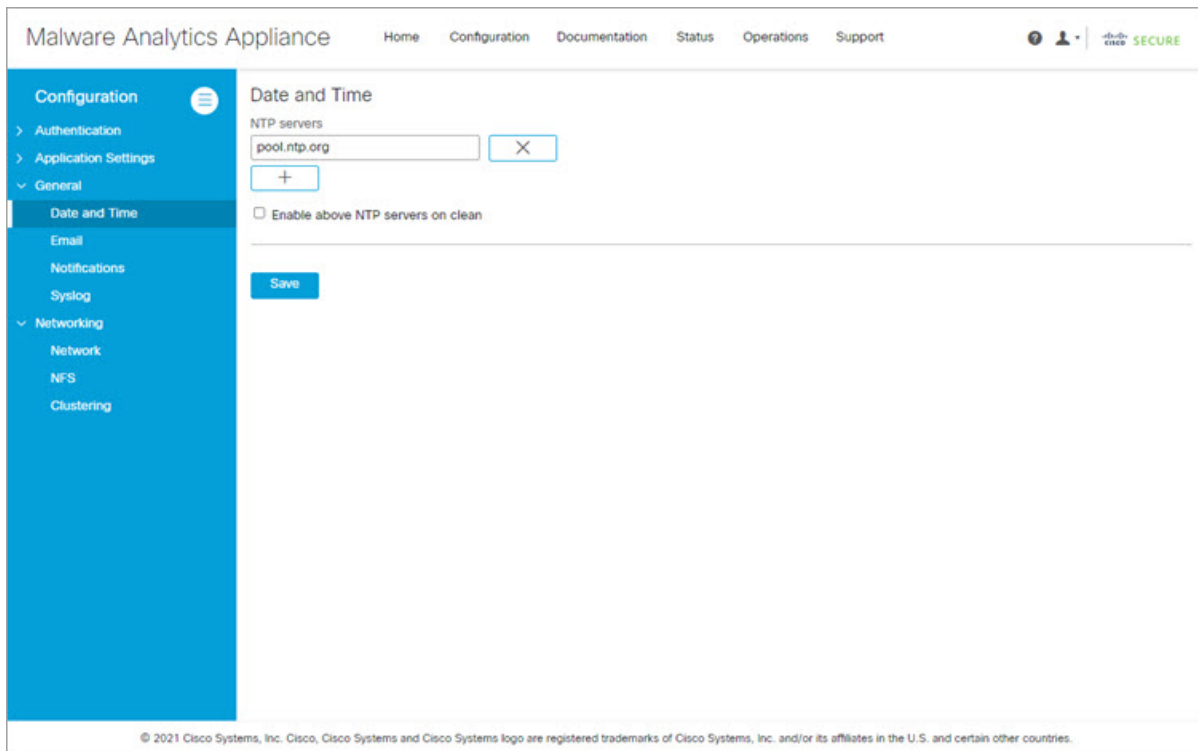 Malware Analytics Appliance
Home Configuration Documentation Status Operations Support
cisco SECURE
Configuration
Authentication
Application Settings
General
Date and Time
Email
Notifications
Syslog
Networking
Network
NFS
Clustering
Date and Time
NTP servers
pool.ntp.org
Enable above NTP servers on clean
Save
© 2021 Cisco Systems, Inc. Cisco, Cisco Systems and Cisco Systems logo are registered trademarks of Cisco Systems, Inc. and/or its affiliates in the U.S. and certain other countries.